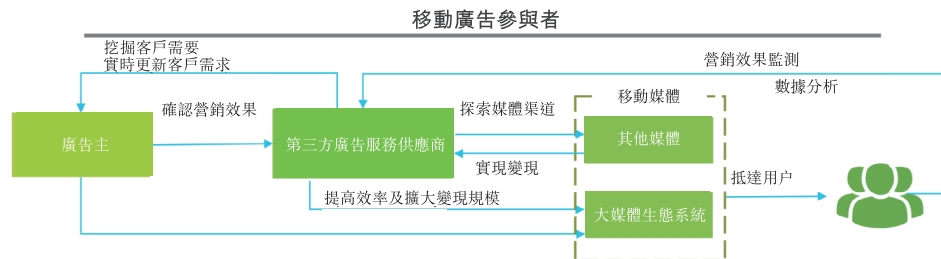 移動廣告參與者
挖掘客戶需要
實時更新客戶需求
營銷效果監測
數據分析
確認營銷效果
探索媒體渠道
移動媒體
廣告主
第三方廣告服務供應商
其他媒體
實現變現
抵達用户
提高效率及擴大變現規模
大媒體生態系統